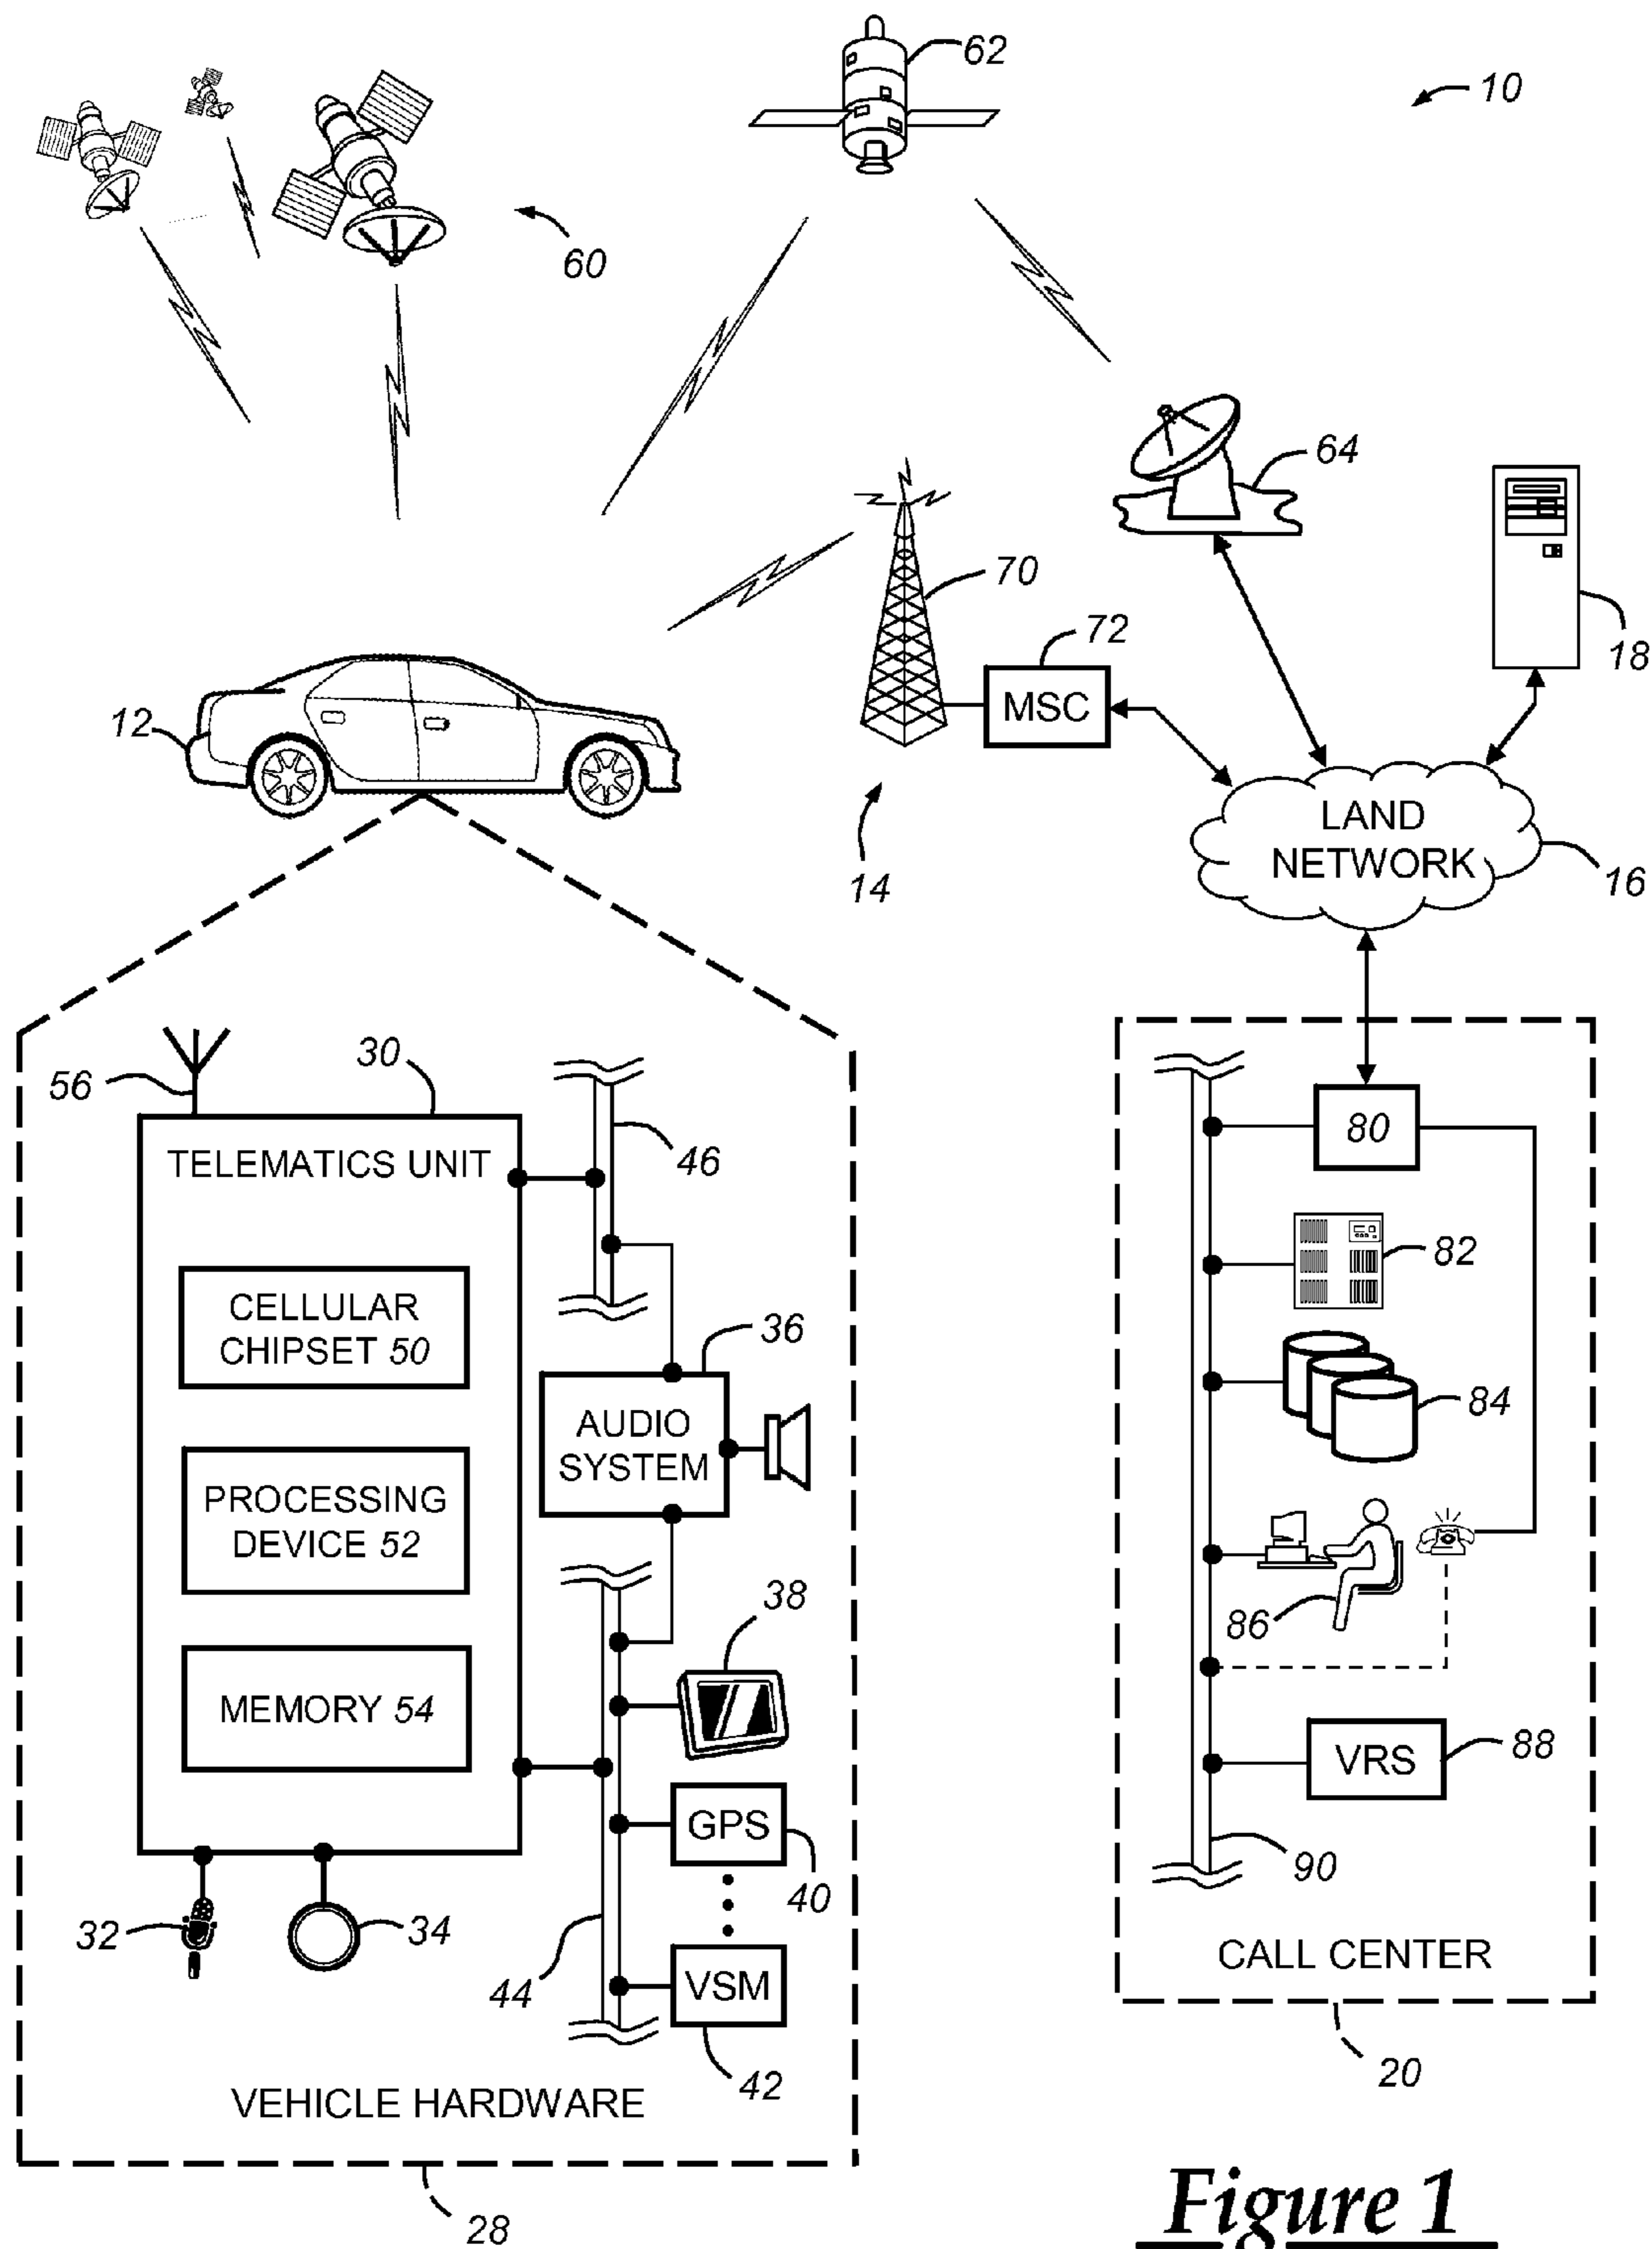 62
10
60
64
70
72
18
MSC
12
LAND
NETWORK
16
14
30
56
TELEMATICS UNIT
46
80
82
CELLULAR
CHIPSET 50
36
AUDIO
SYSTEM
84
PROCESSING
DEVICE 52
38
86
MEMORY 54
VRS
88
GPS
40
90
32
34
44
VSM
CALL CENTER
42
20
VEHICLE HARDWARE
28
Figure 1